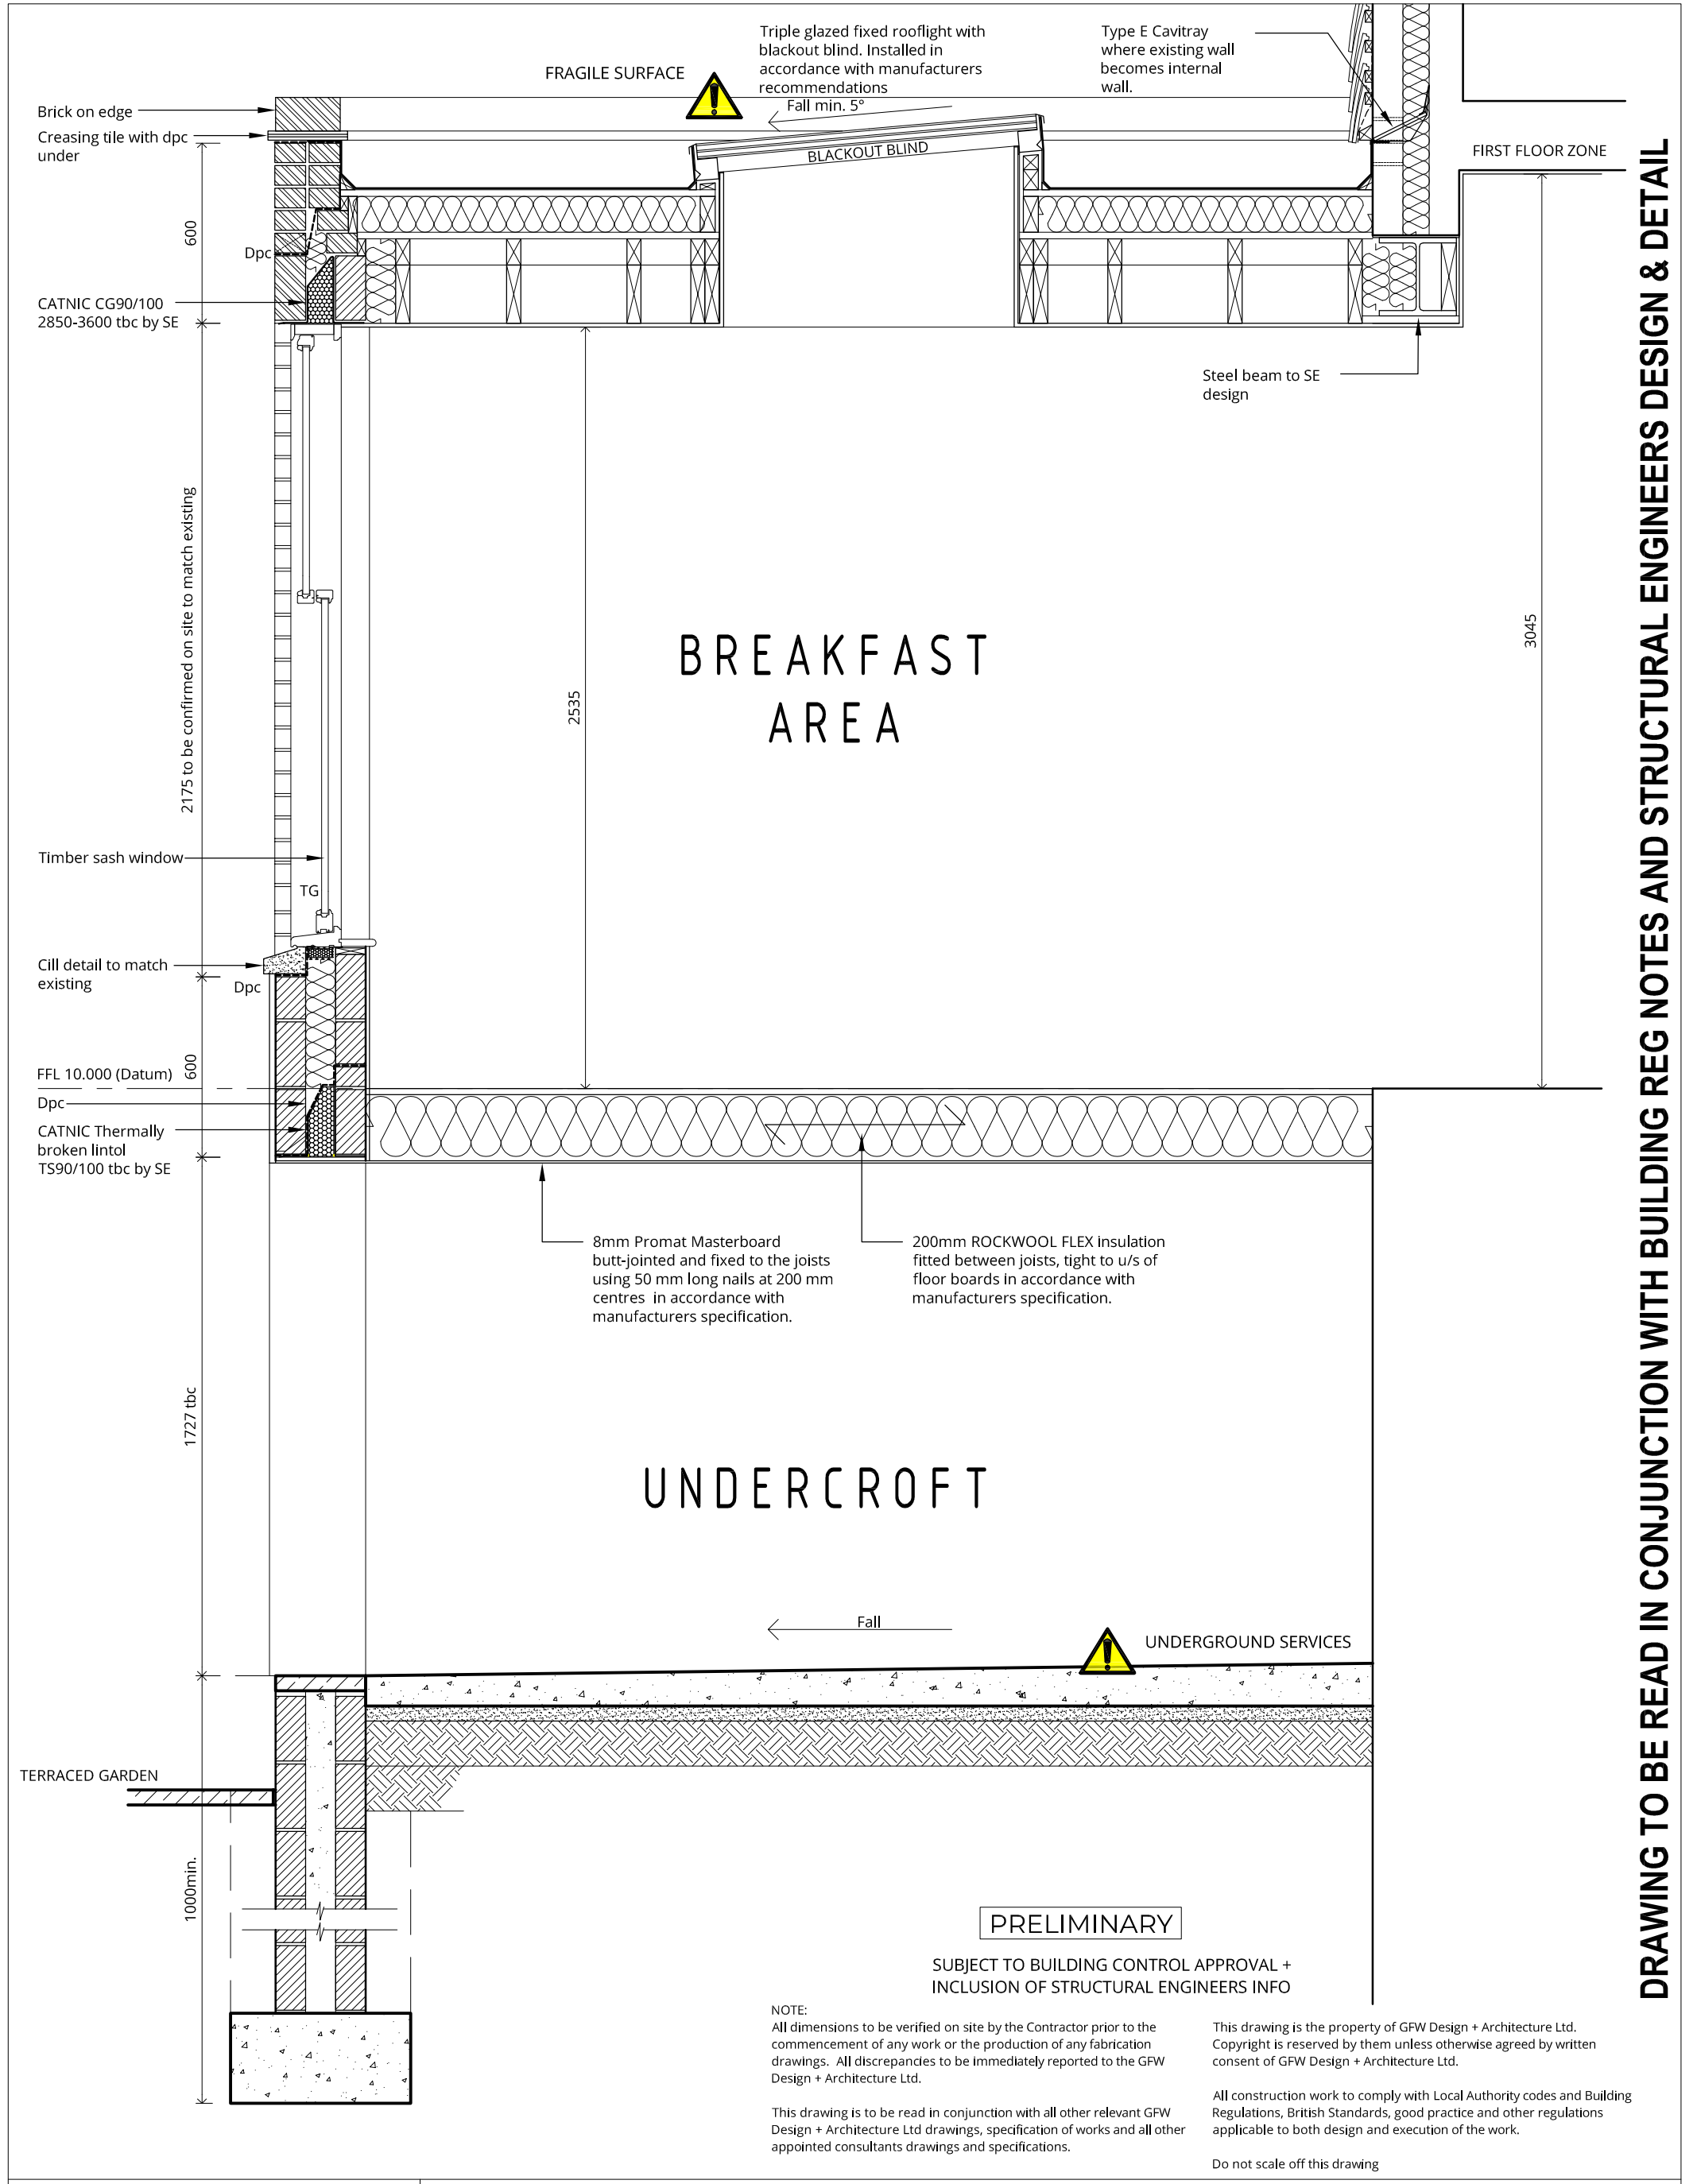 Triple glazed fixed rooflight with
blackout blind. Installed in
accordance with manufacturers
recommendations
Fall min. 5°
Type E Cavitray
where existing wall
becomes internal
wall.
FRAGILE SURFACE
Brick on edge
Creasing tile with dpc
under
BLACKOUT BLIND
FIRST FLOOR ZONE
600
Dpc
CATNIC CG90/100
2850-3600 tbc by SE
Steel beam to SE
design
2175 to be confirmed on site to match existing
2535
3045
BREAKFAST
AREA
Timber sash window
TG
Cill detail to match
existing
Dpc
600
FFL 10.000 (Datum)
Dpc
CATNIC Thermally
broken lintol
TS90/100 tbc by SE
8mm Promat Masterboard
butt-jointed and fixed to the joists
using 50 mm long nails at 200 mm
centres in accordance with
manufacturers specification.
200mm ROCKWOOL FLEX insulation
fitted between joists, tight to u/s of
floor boards in accordance with
manufacturers specification.
1727 tbc
UNDERCROFT
Fall
UNDERGROUND SERVICES
TERRACED GARDEN
1000min.
PRELIMINARY
SUBJECT TO BUILDING CONTROL APPROVAL +
INCLUSION OF STRUCTURAL ENGINEERS INFO
NOTE:
All dimensions to be verified on site by the Contractor prior to the
commencement of any work or the production of any fabrication
drawings. All discrepancies to be immediately reported to the GFW
Design + Architecture Ltd.
This drawing is to be read in conjunction with all other relevant GFW
Design + Architecture Ltd drawings, specification of works and all other
appointed consultants drawings and specifications.
This drawing is the property of GFW Design + Architecture Ltd.
Copyright is reserved by them unless otherwise agreed by written
consent of GFW Design + Architecture Ltd.
All construction work to comply with Local Authority codes and Building
Regulations, British Standards, good practice and other regulations
applicable to both design and execution of the work.
Do not scale off this drawing
DRAWING TO BE READ IN CONJUNCTION WITH BUILDING REG NOTES AND STRUCTURAL ENGINEERS DESIGN & DETAIL